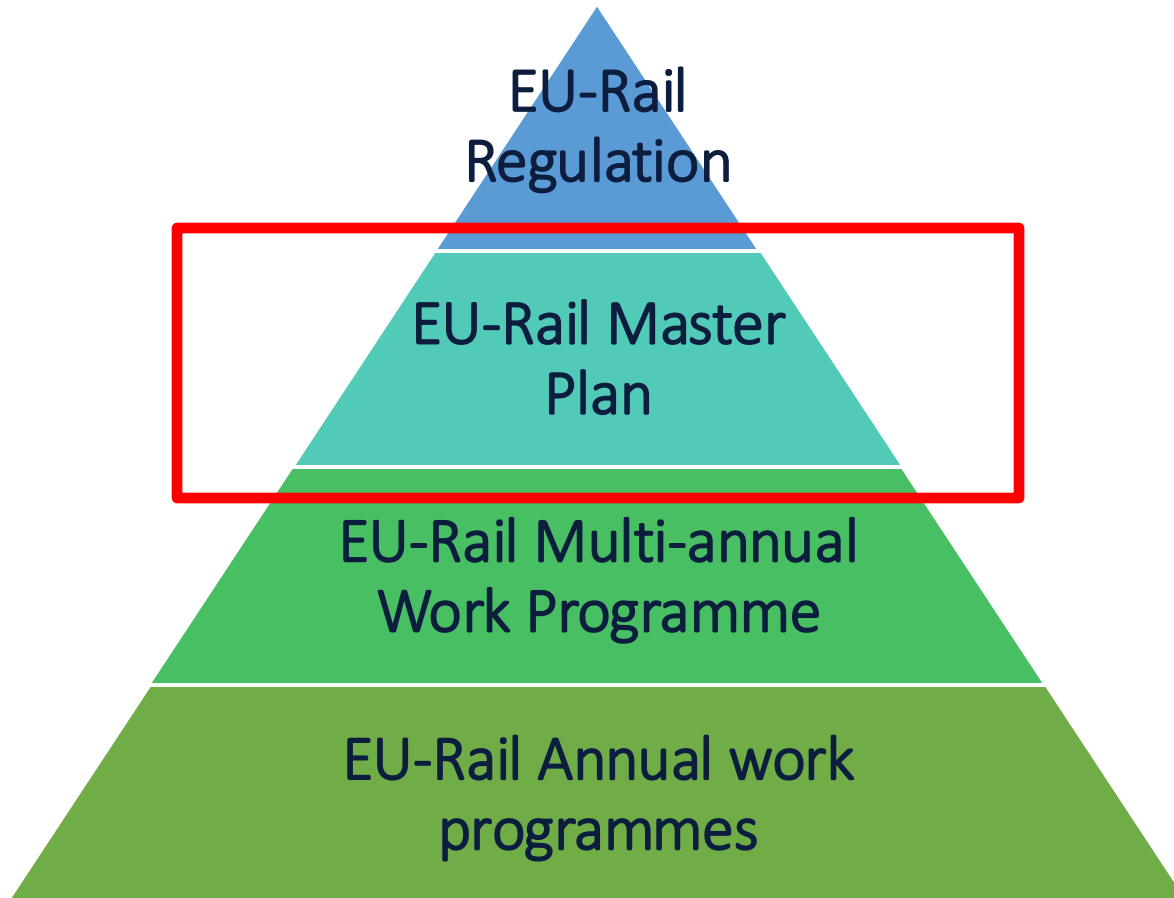 EU-Rail
Regulation
EU-Rail Master
Plan
EU-Rail Multi-annual
Work Programme
EU-Rail Annual work
programmes